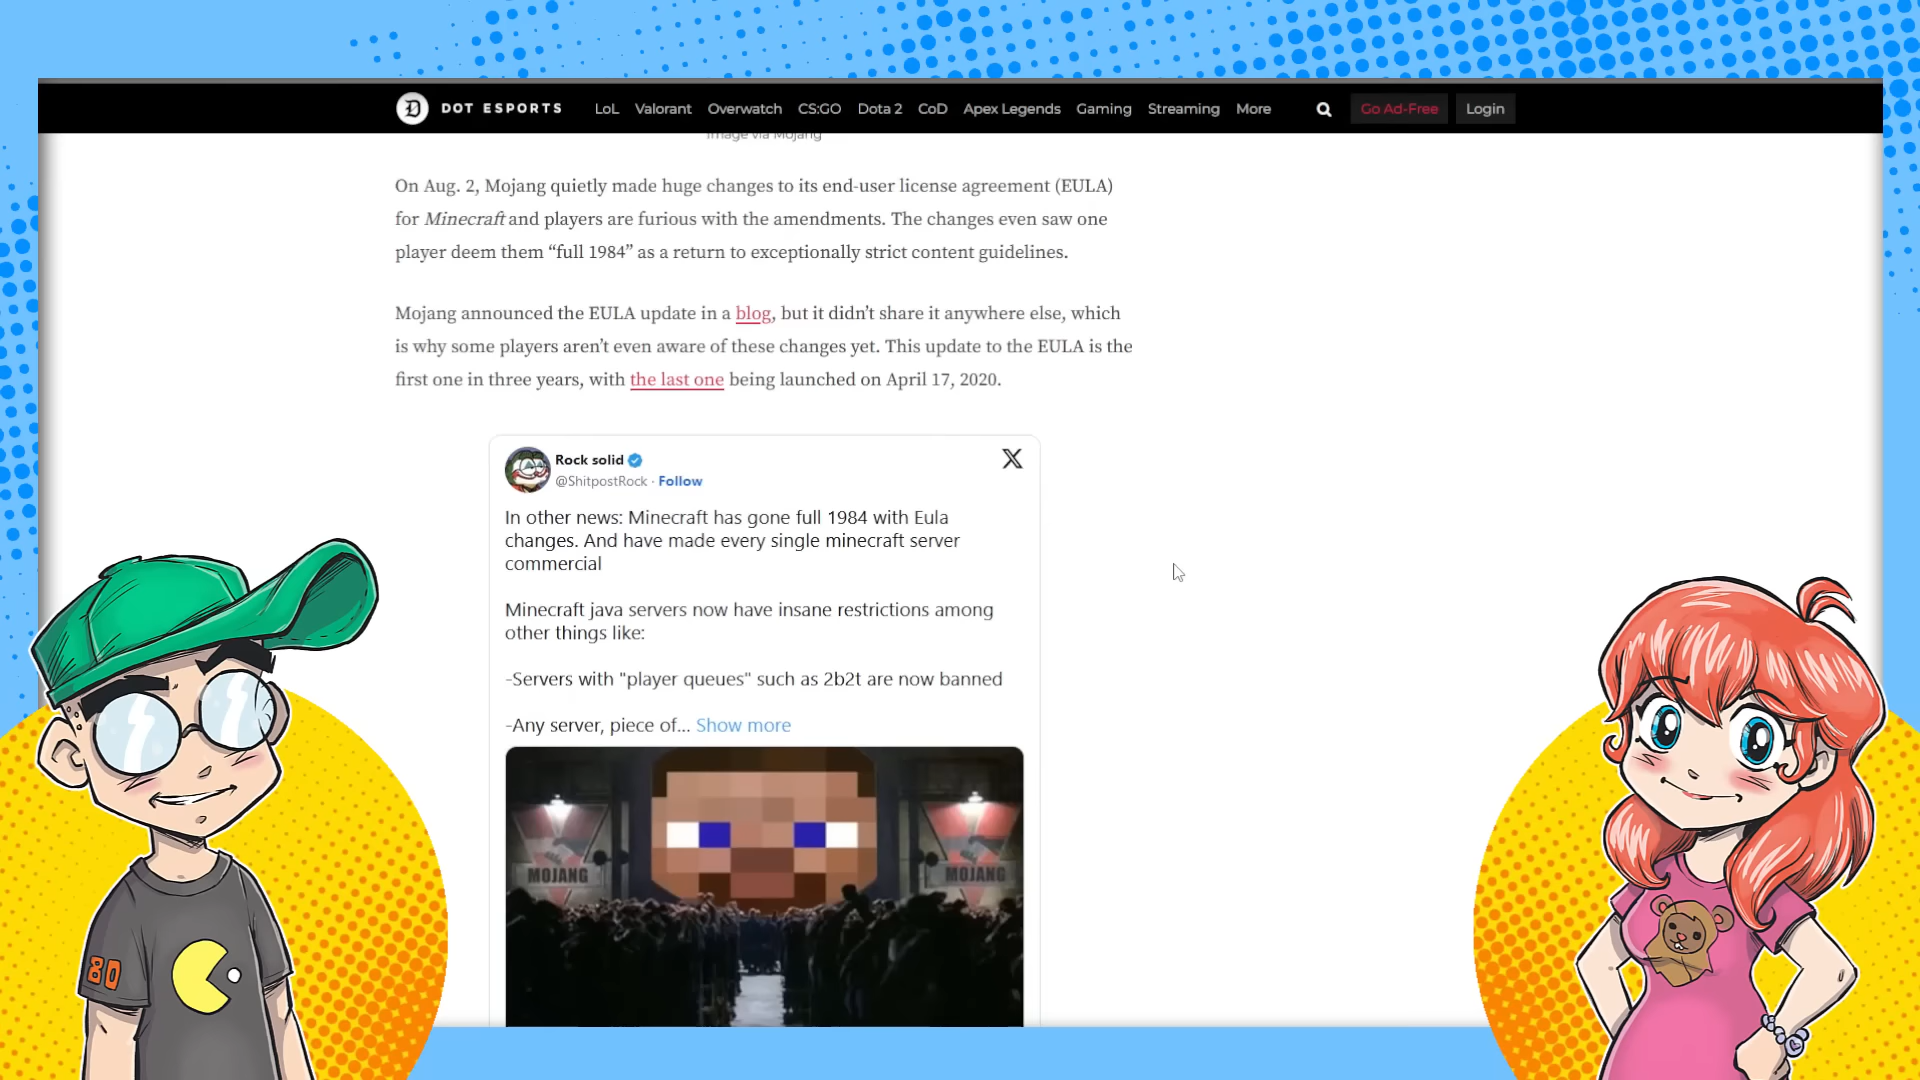 DOT ESPORTS LoL Valorant Overwatch CS:GO Dota 2 CoD Apex Legends Gaming Streaming More Go Ad-Free Login
Image via Mojang
On Aug. 2, Mojang quietly made huge changes to its end-user license agreement (EULA)
for Minecraft and players are furious with the amendments. The changes even saw one
player deem them “full 1984” as a return to exceptionally strict content guidelines.
Mojang announced the EULA update in a blog, but it didn’t share it anywhere else, which
is why some players aren’t even aware of these changes yet. This update to the EULA is the
first one in three years, with the last one being launched on April 17, 2020.
Rock solid
@ShitpostRock · Follow
In other news: Minecraft has gone full 1984 with Eula
changes. And have made every single minecraft server
commercial
Minecraft java servers now have insane restrictions among
other things like:
-Servers with "player queues" such as 2b2t are now banned
-Any server, piece of... Show more
MOJANG MOJANG
80